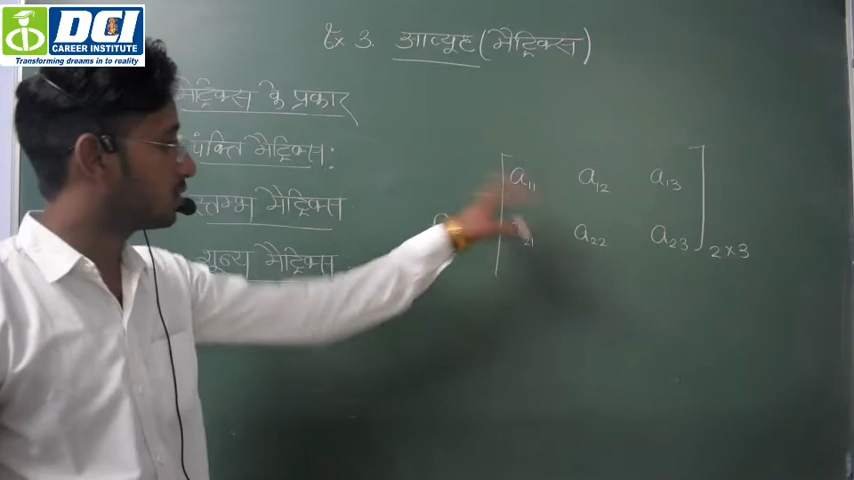 DCI
CAREER INSTITUTE
Transforming Dreams to Reality...
Ex 3. आव्यूह (मैट्रिक्स)
मैट्रिक्स के प्रकार
पंक्ति मैट्रिक्स:
स्तम्भ मैट्रिक्स
शून्य मैट्रिक्स
a₁₁ a₁₂ a₁₃
₂₁ a₂₂ a₂₃
2×3